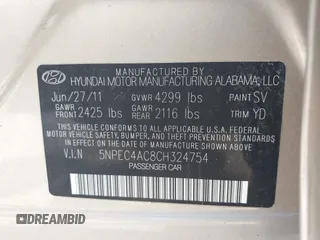 HYUNDAI MOTOR MANUFACTURING ALABAMA, LLC
MANUFACTURED BY
Jun/27/11 GVWR 4299 lbs PAINT SV
GAWR FRONT 2425 lbs GAWR REAR 2116 lbs TRIM YD
THIS VEHICLE CONFORMS TO ALL APPLICABLE U.S.A. FEDERAL MOTOR VEHICLE
SAFETY, BUMPER, AND THEFT PREVENTION STANDARDS IN EFFECT ON THE DATE OF MANUFACTURE SHOWN ABOVE.
V.I.N 5NPEC4AC8CH324754
PASSENGER CAR
AUTOBIDMASTER